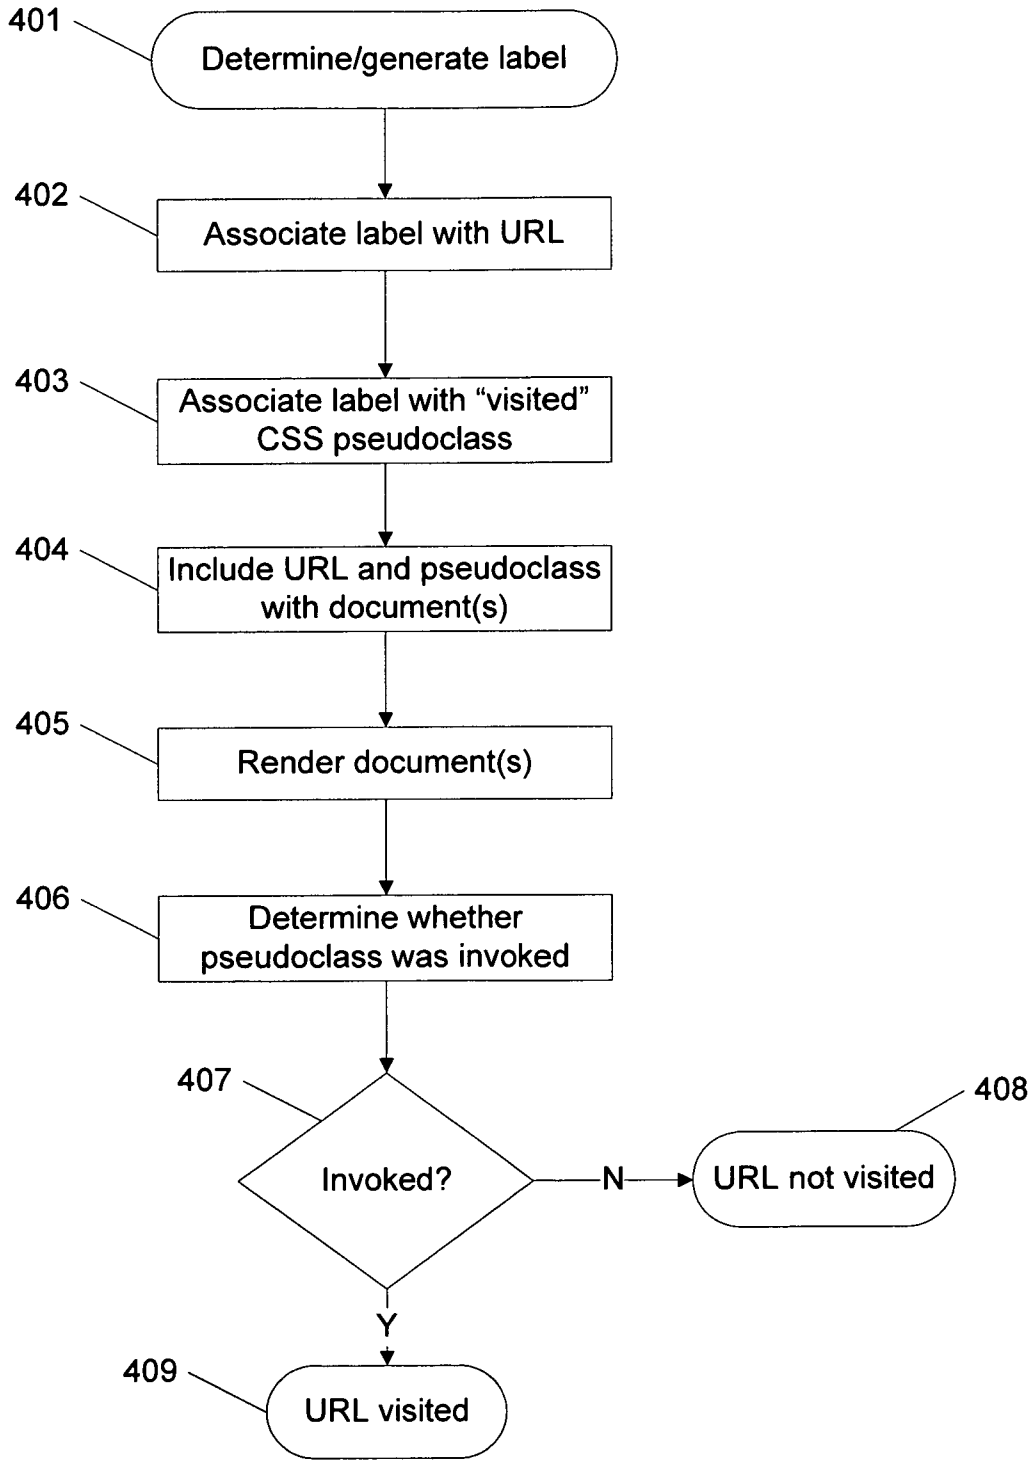 401
Determine/generate label
402
Associate label with URL
403
Associate label with “visited”
CSS pseudoclass
404
Include URL and pseudoclass
with document(s)
405
Render document(s)
406
Determine whether
pseudoclass was invoked
407
Invoked?
N
408
URL not visited
Y
409
URL visited